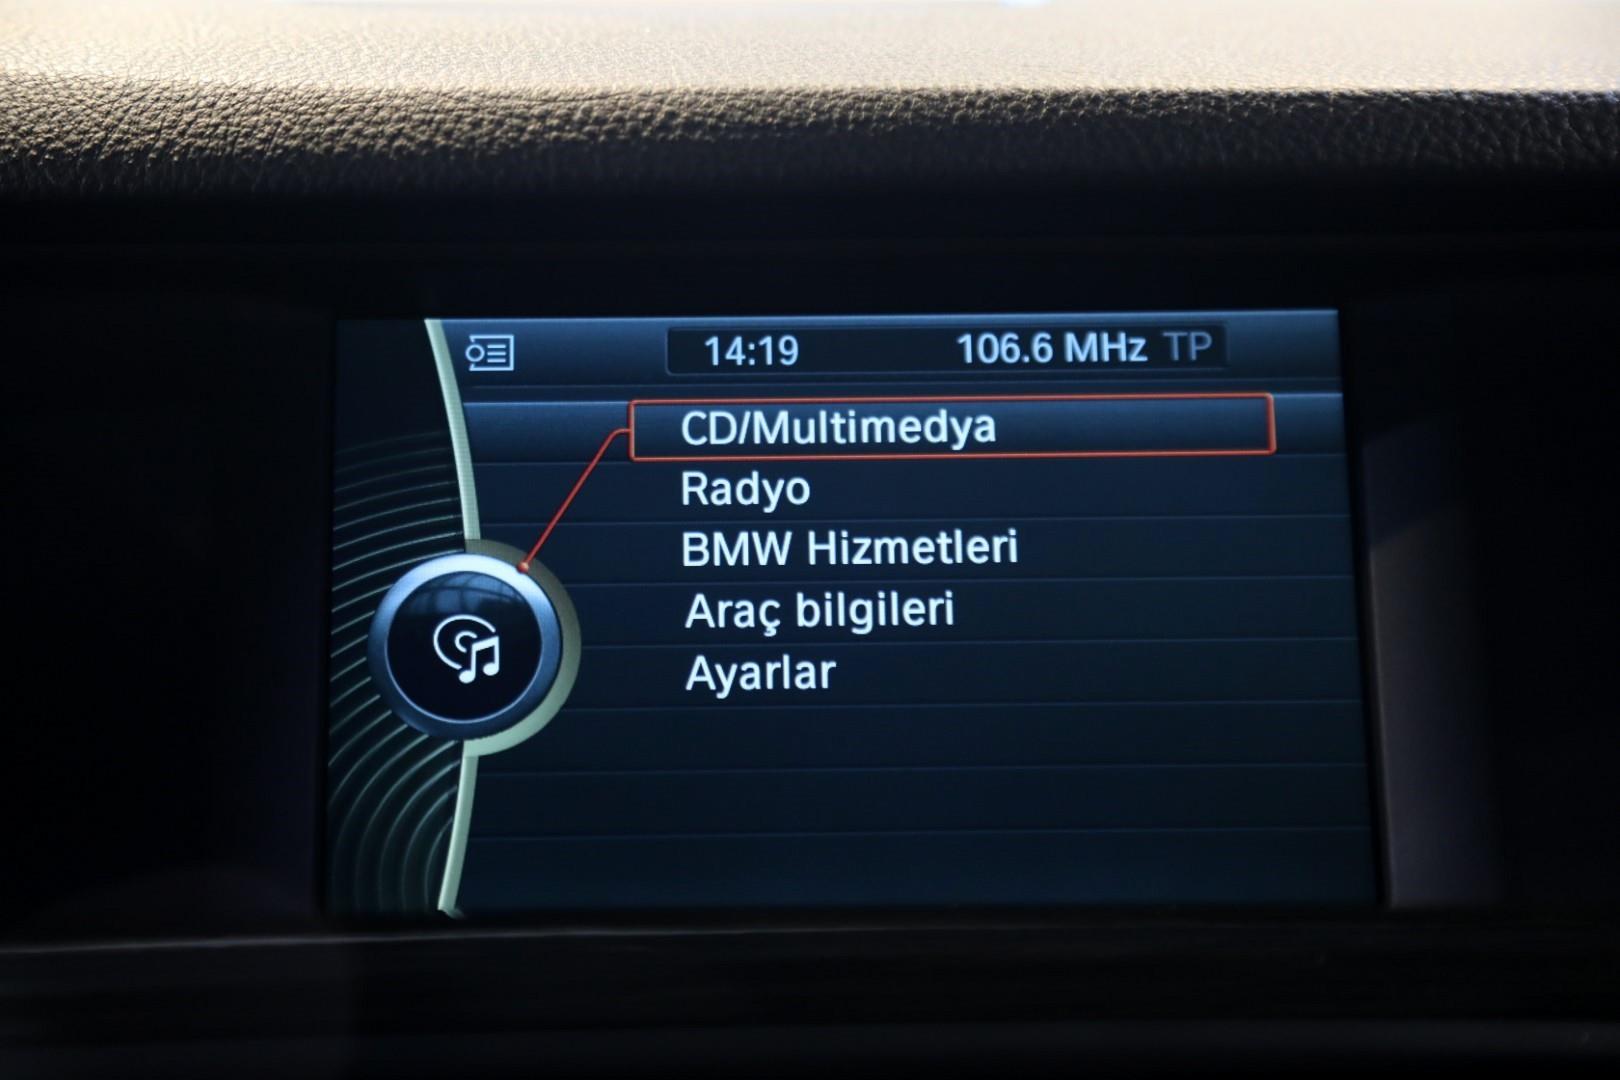 14:19 106.6 MHz TP
CD/Multimedya
Radyo
BMW Hizmetleri
Araç bilgileri
Ayarlar